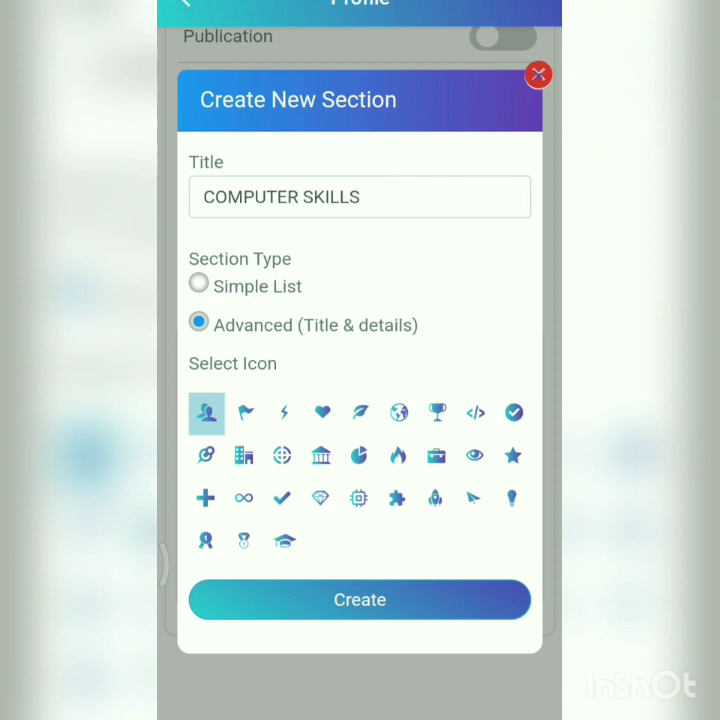 Profile
Publication
Create New Section
Title
COMPUTER SKILLS
Section Type
Simple List
Advanced (Title & details)
Select Icon
Create
InShOt